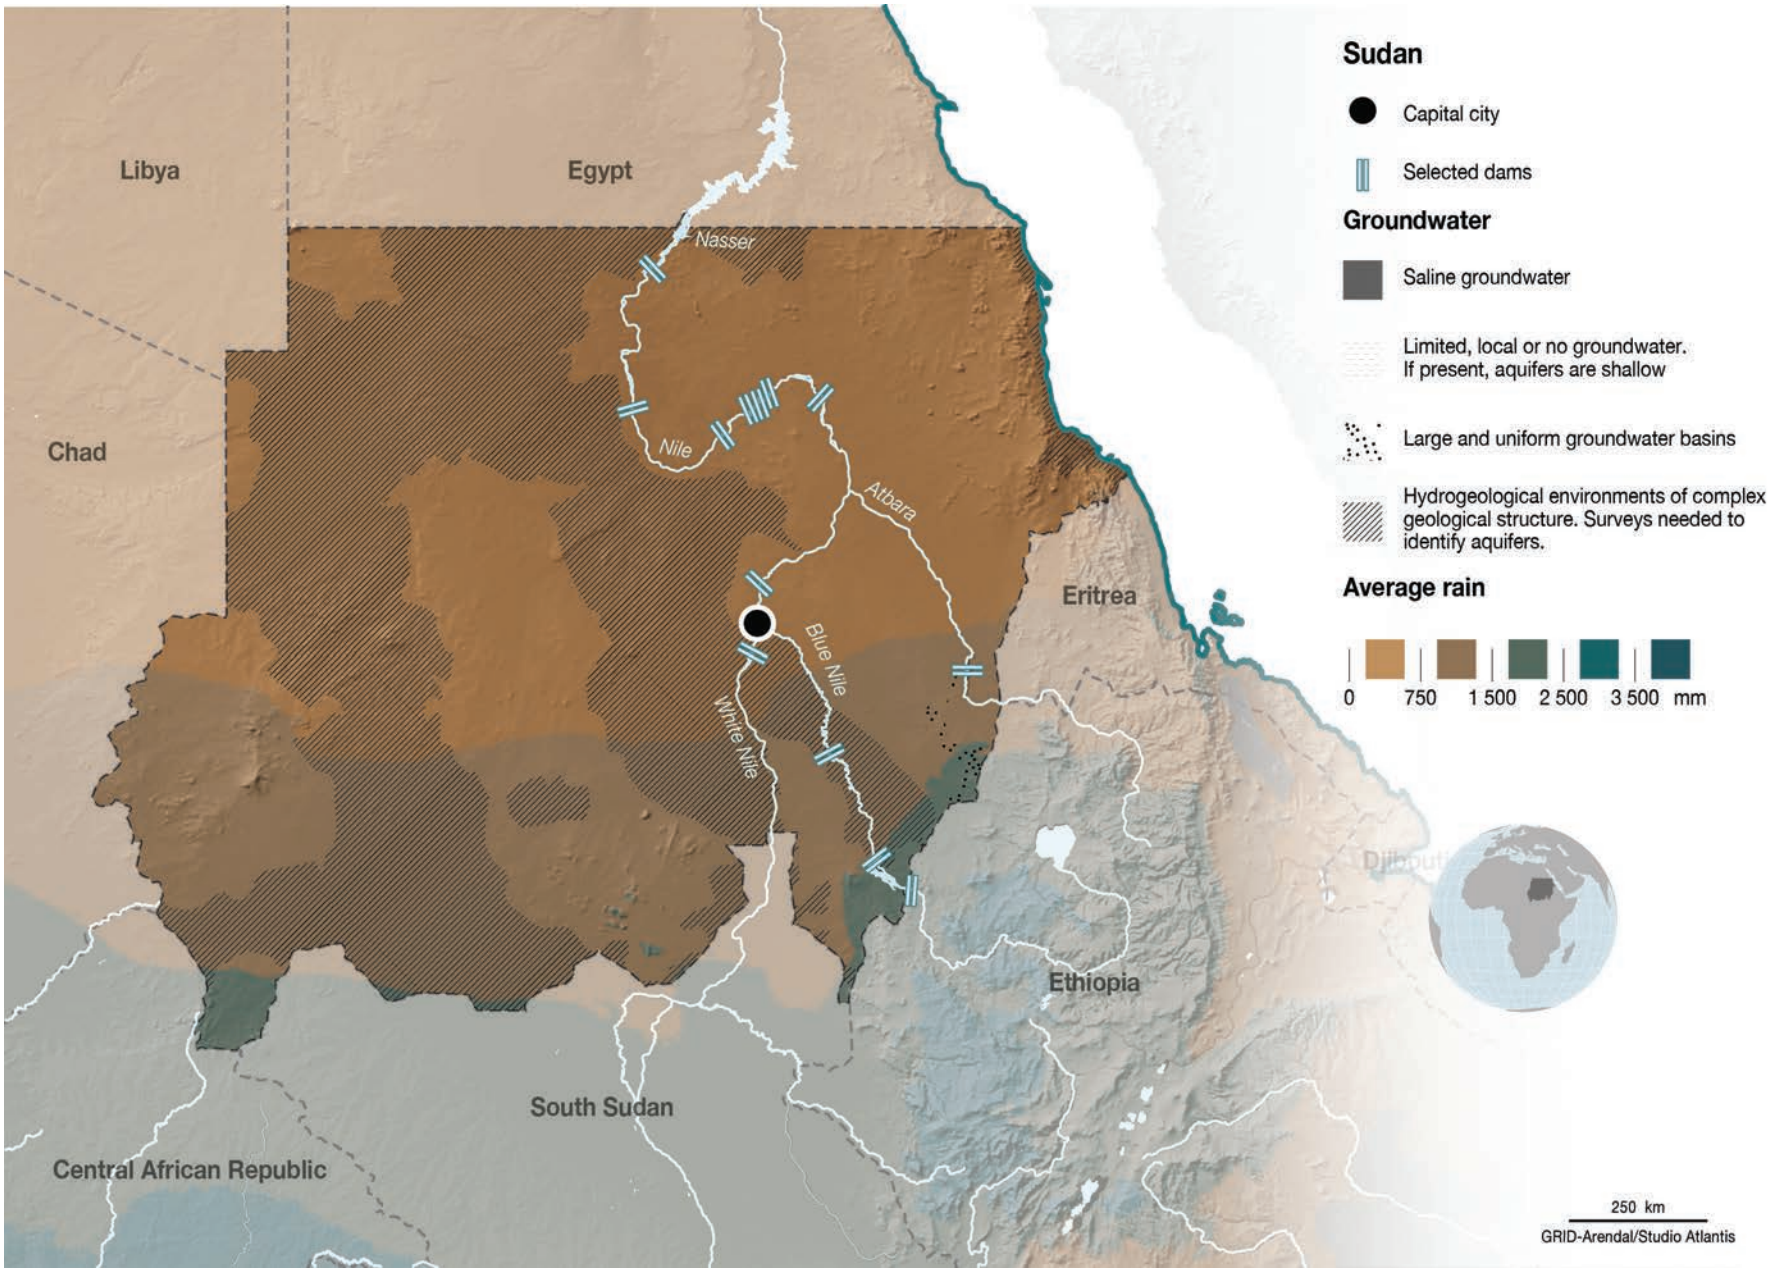 Sudan
Capital city
Selected dams
Groundwater
Saline groundwater
Limited, local or no groundwater.
If present, aquifers are shallow
Large and uniform groundwater basins
Hydrogeological environments of complex
geological structure. Surveys needed to
identify aquifers.
Average rain
0 750 1 500 2 500 3 500 mm
Libya
Egypt
Nasser
Chad
Nile
Atbara
Eritrea
Blue Nile
White Nile
Djibouti
Ethiopia
South Sudan
Central African Republic
250 km
GRID-Arendal/Studio Atlantis